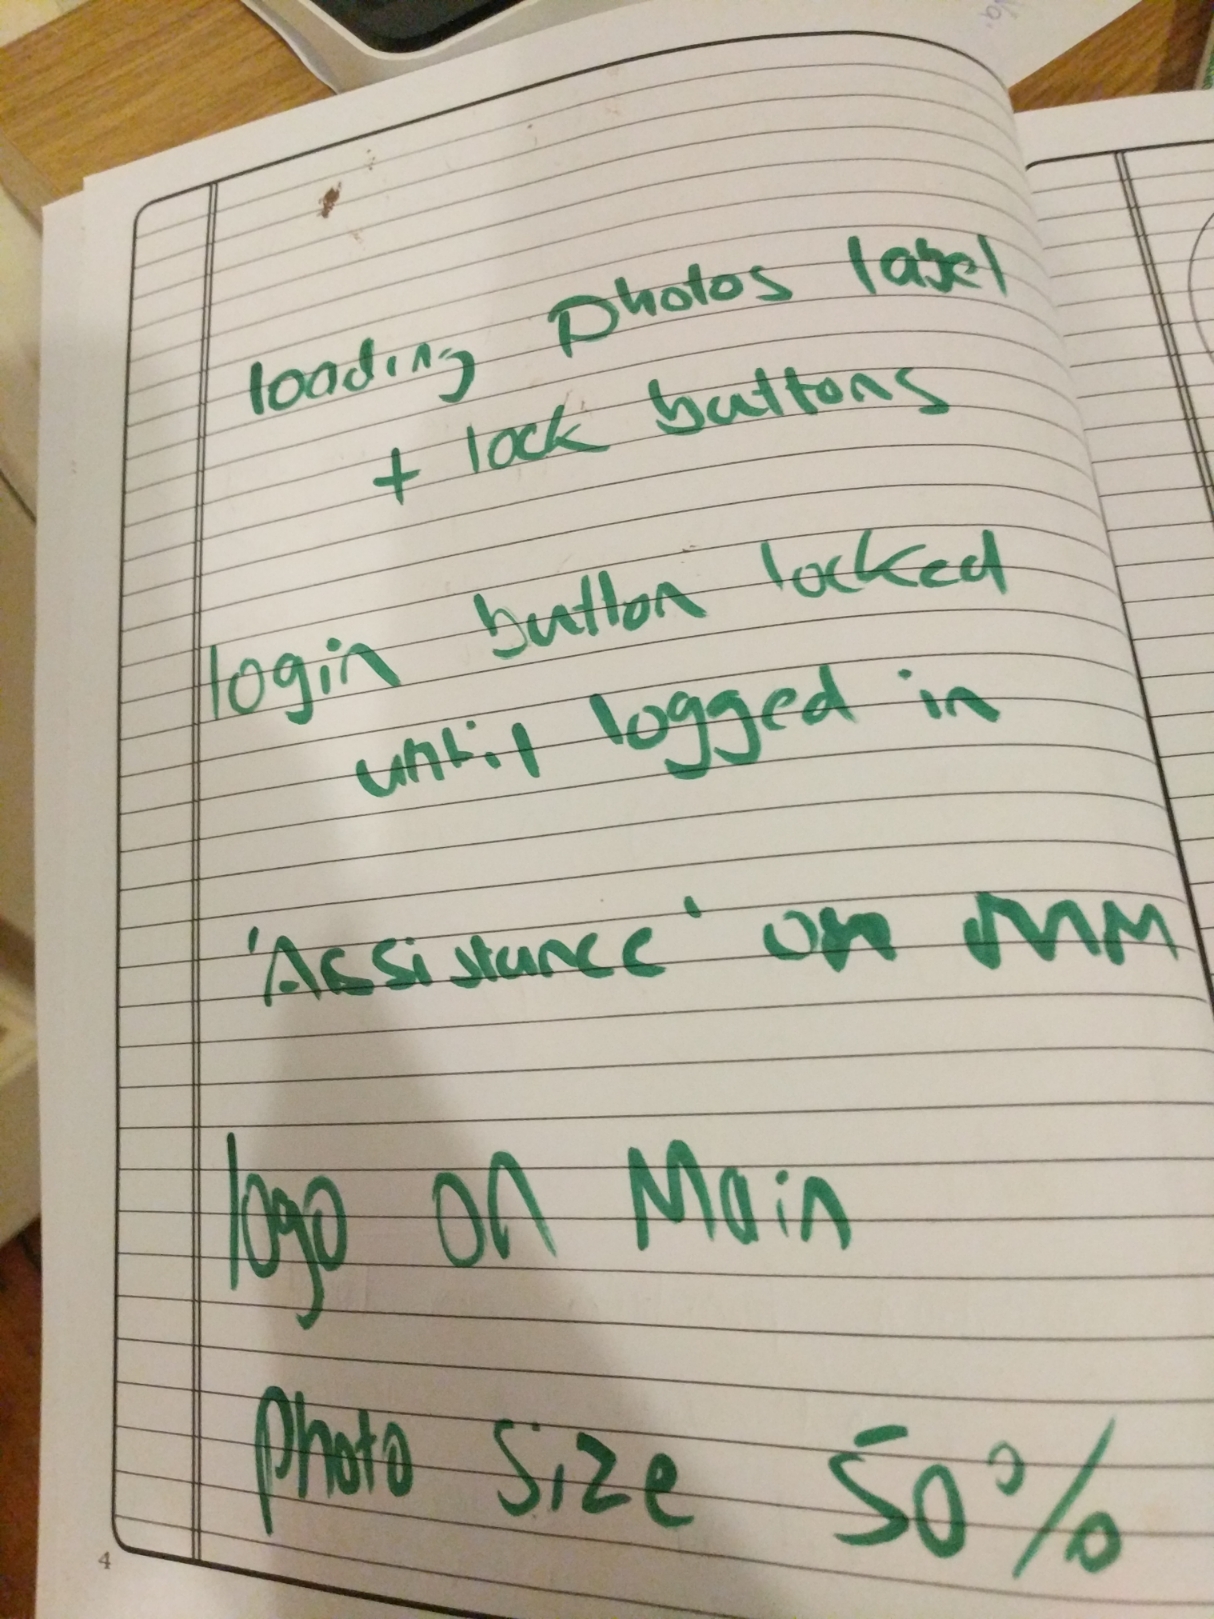 loading photos label
+ lock buttons
login button locked
until logged in
'Assistance' on MM
logo on Main
photo size 50%
4